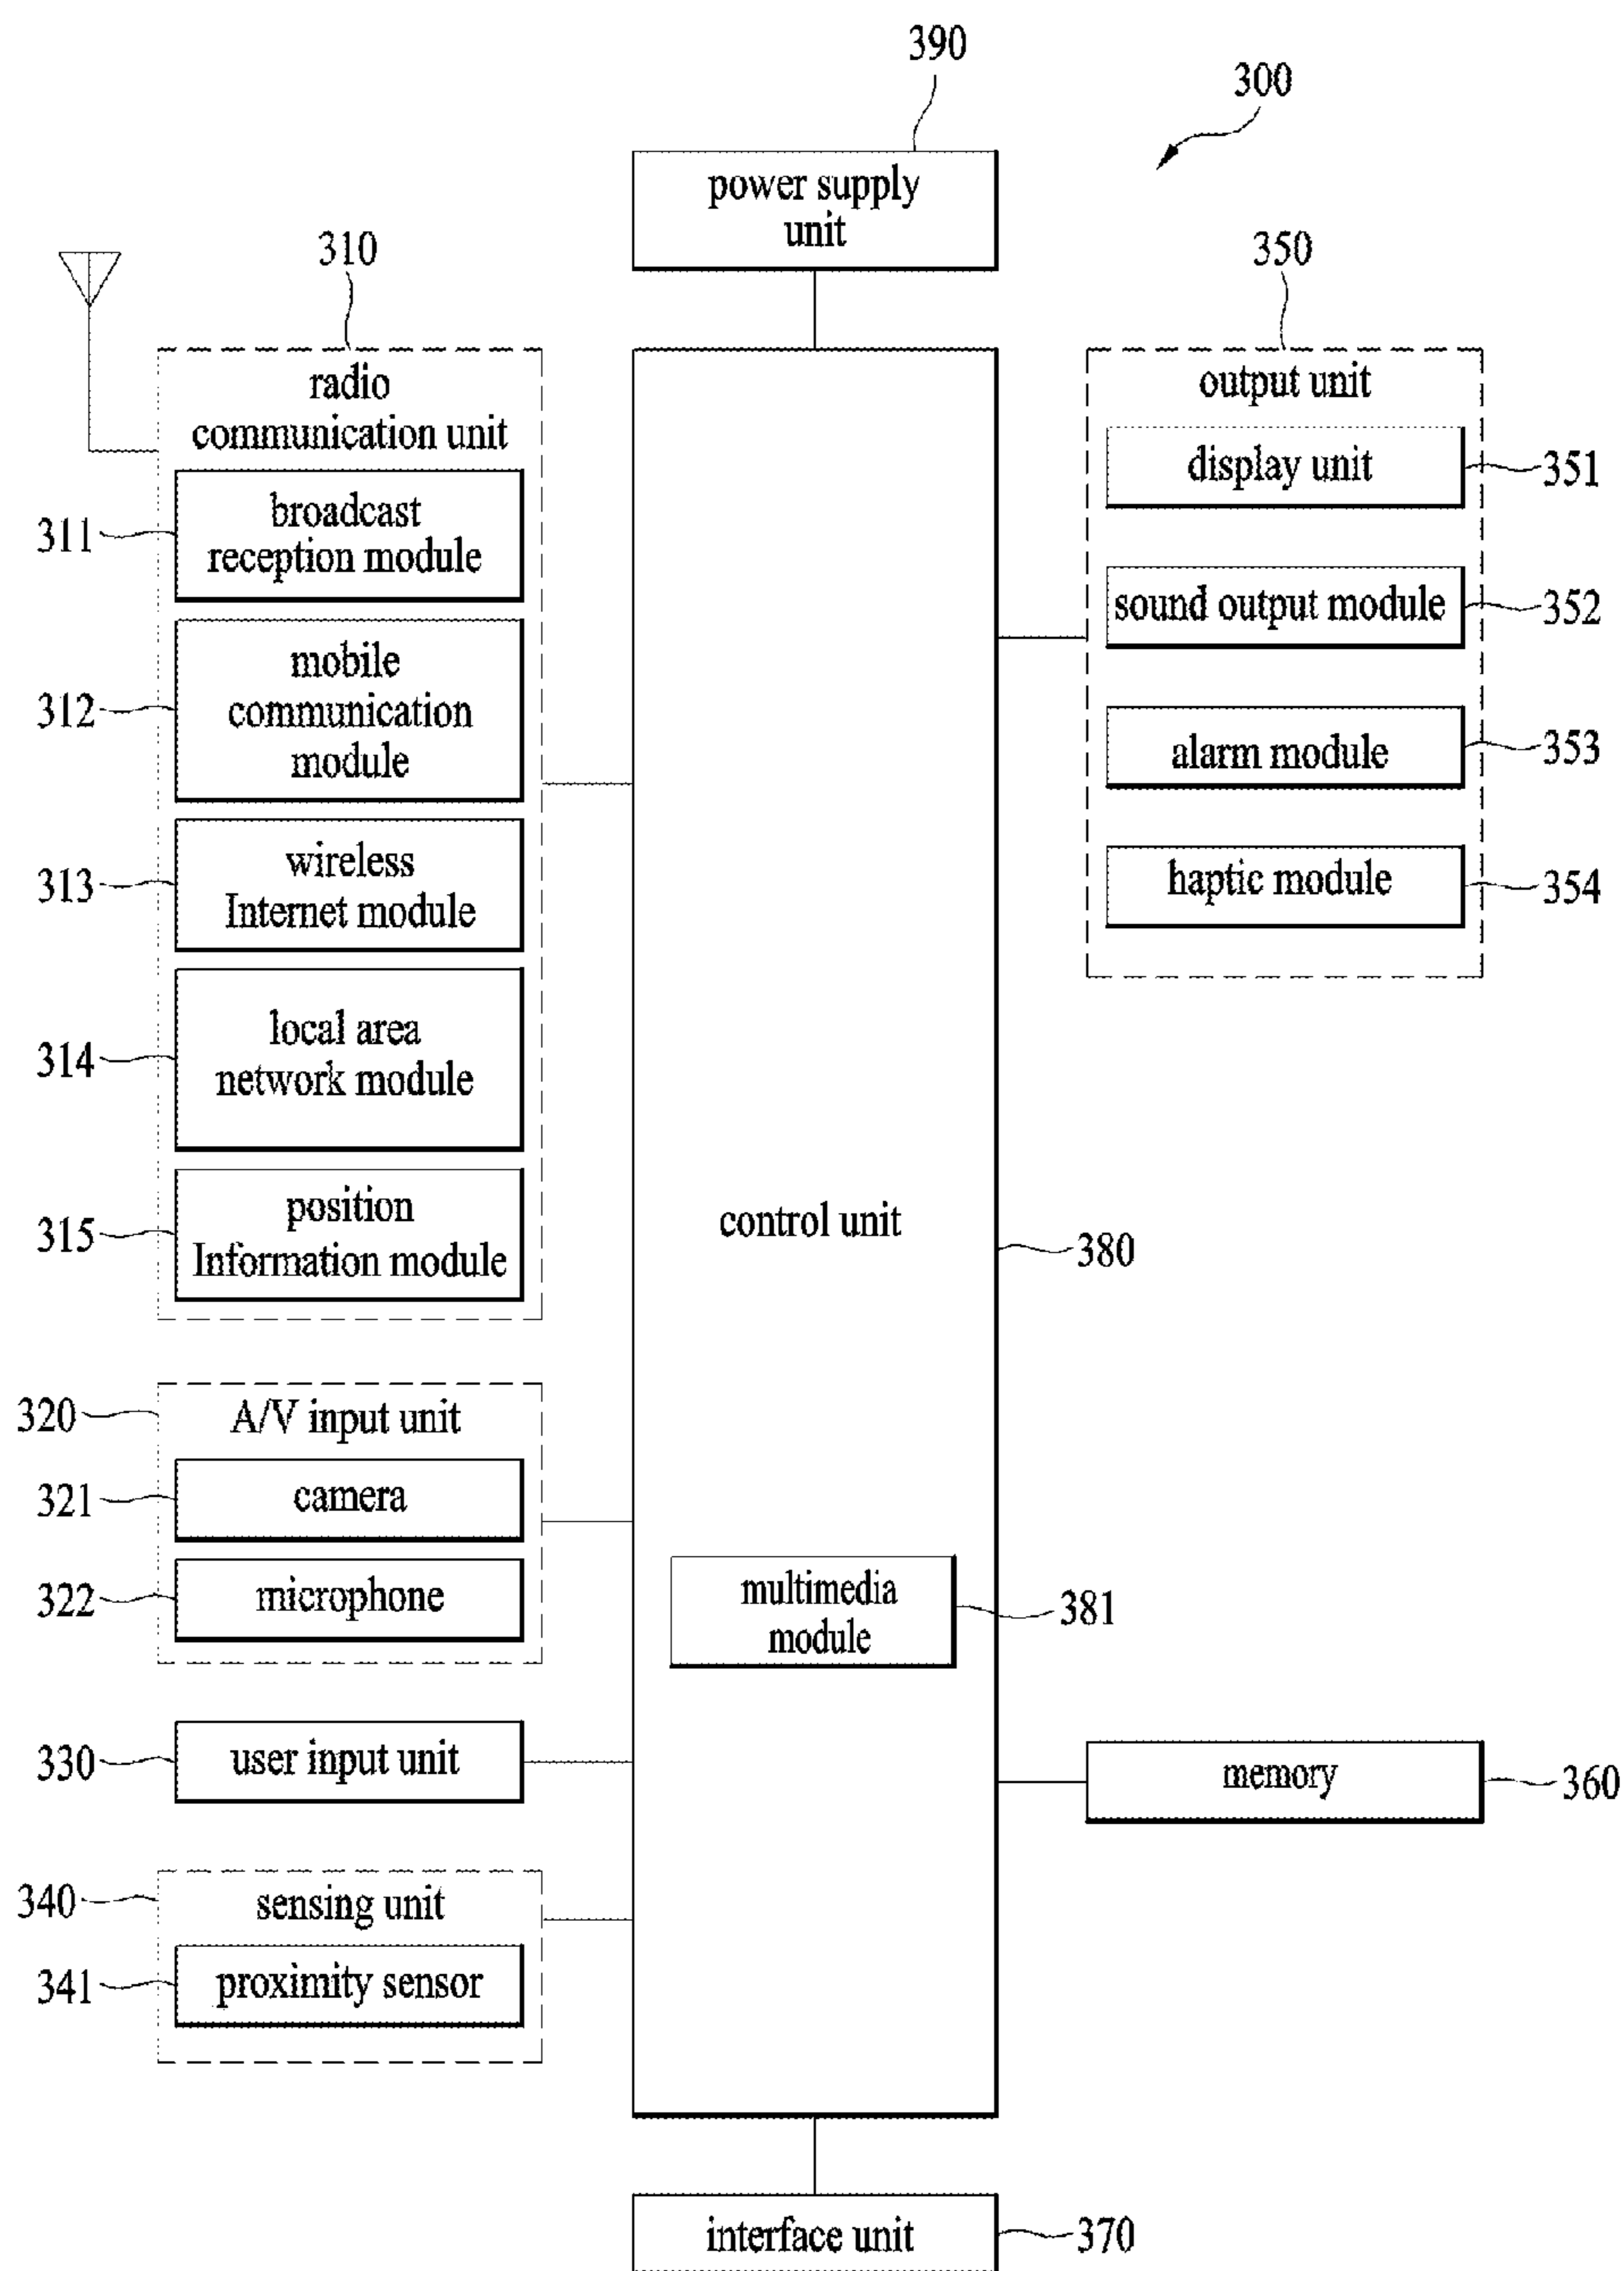 390
300
power supply
unit
310
350
radio
communication unit
311
broadcast
reception module
312
mobile
communication
module
313
wireless
Internet module
314
local area
network module
315
position
Information module
320
A/V input unit
321
camera
322
microphone
330
user input unit
340
sensing unit
341
proximity sensor
control unit
380
multimedia
module
381
output unit
display unit
351
sound output module
352
alarm module
353
haptic module
354
memory
360
interface unit
370